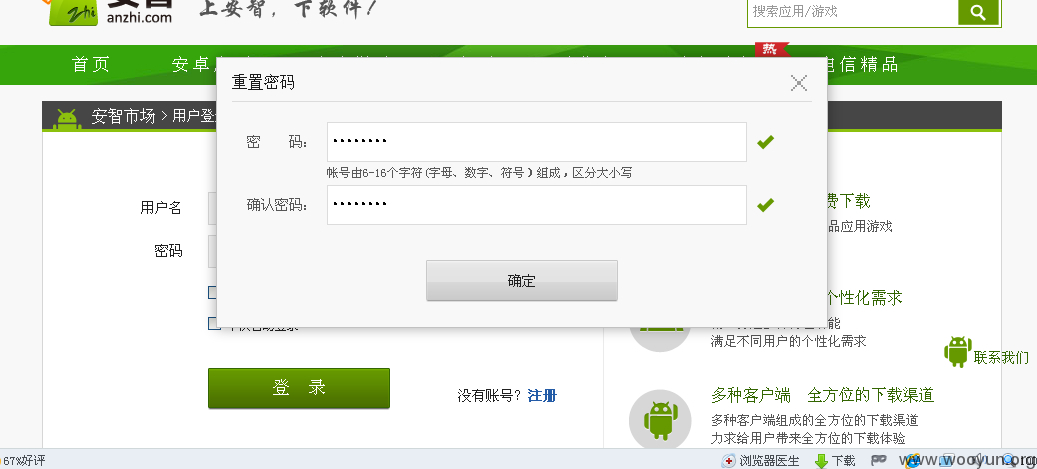 上安智，下软件！
anzhi.com
搜索应用/游戏
热
首页
安卓
电信精品
重置密码
安智市场 > 用户登
密 码：
••••••••
帐号由6-16个字符(字母、数字、符号)组成，区分大小写
确认密码：
••••••••
确定
用户名
密码
费下载
品应用游戏
个性化需求
能
满足不同用户的个性化需求
联系我们
登 录
没有账号？注册
多种客户端 全方位的下载渠道
多种客户端组成的全方位的下载渠道
力求给用户带来全方位的下载体验
67%好评
浏览器医生
下载
www.wooyun.org